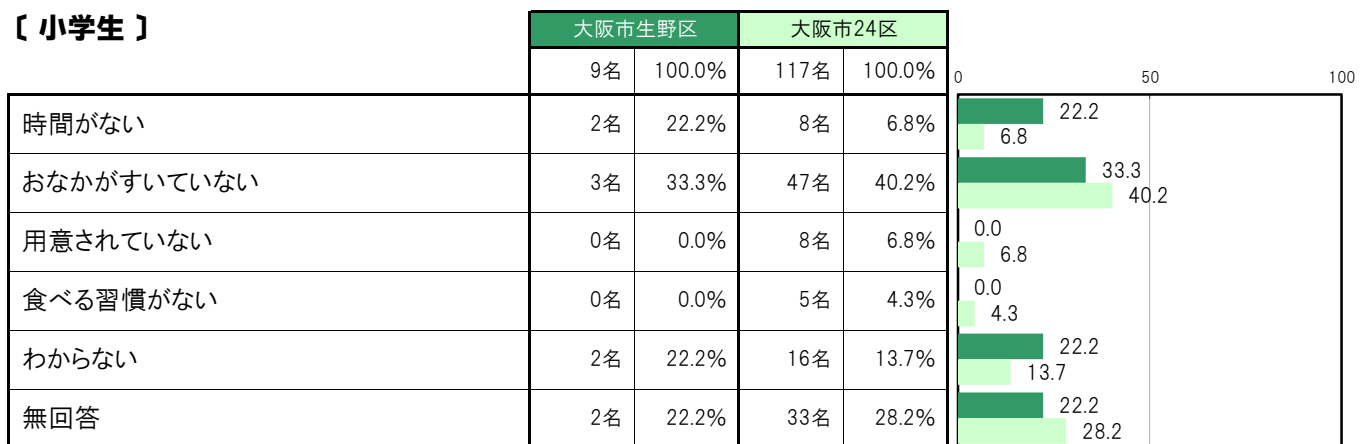 〔 小学生 〕
大阪市生野区 大阪市24区
9名 100.0% 117名 100.0%
0 50 100
時間がない 2名 22.2% 8名 6.8%
22.2
6.8
おなかがすいていない 3名 33.3% 47名 40.2%
33.3
40.2
用意されていない 0名 0.0% 8名 6.8%
0.0
6.8
食べる習慣がない 0名 0.0% 5名 4.3%
0.0
4.3
わからない 2名 22.2% 16名 13.7%
22.2
13.7
無回答 2名 22.2% 33名 28.2%
22.2
28.2